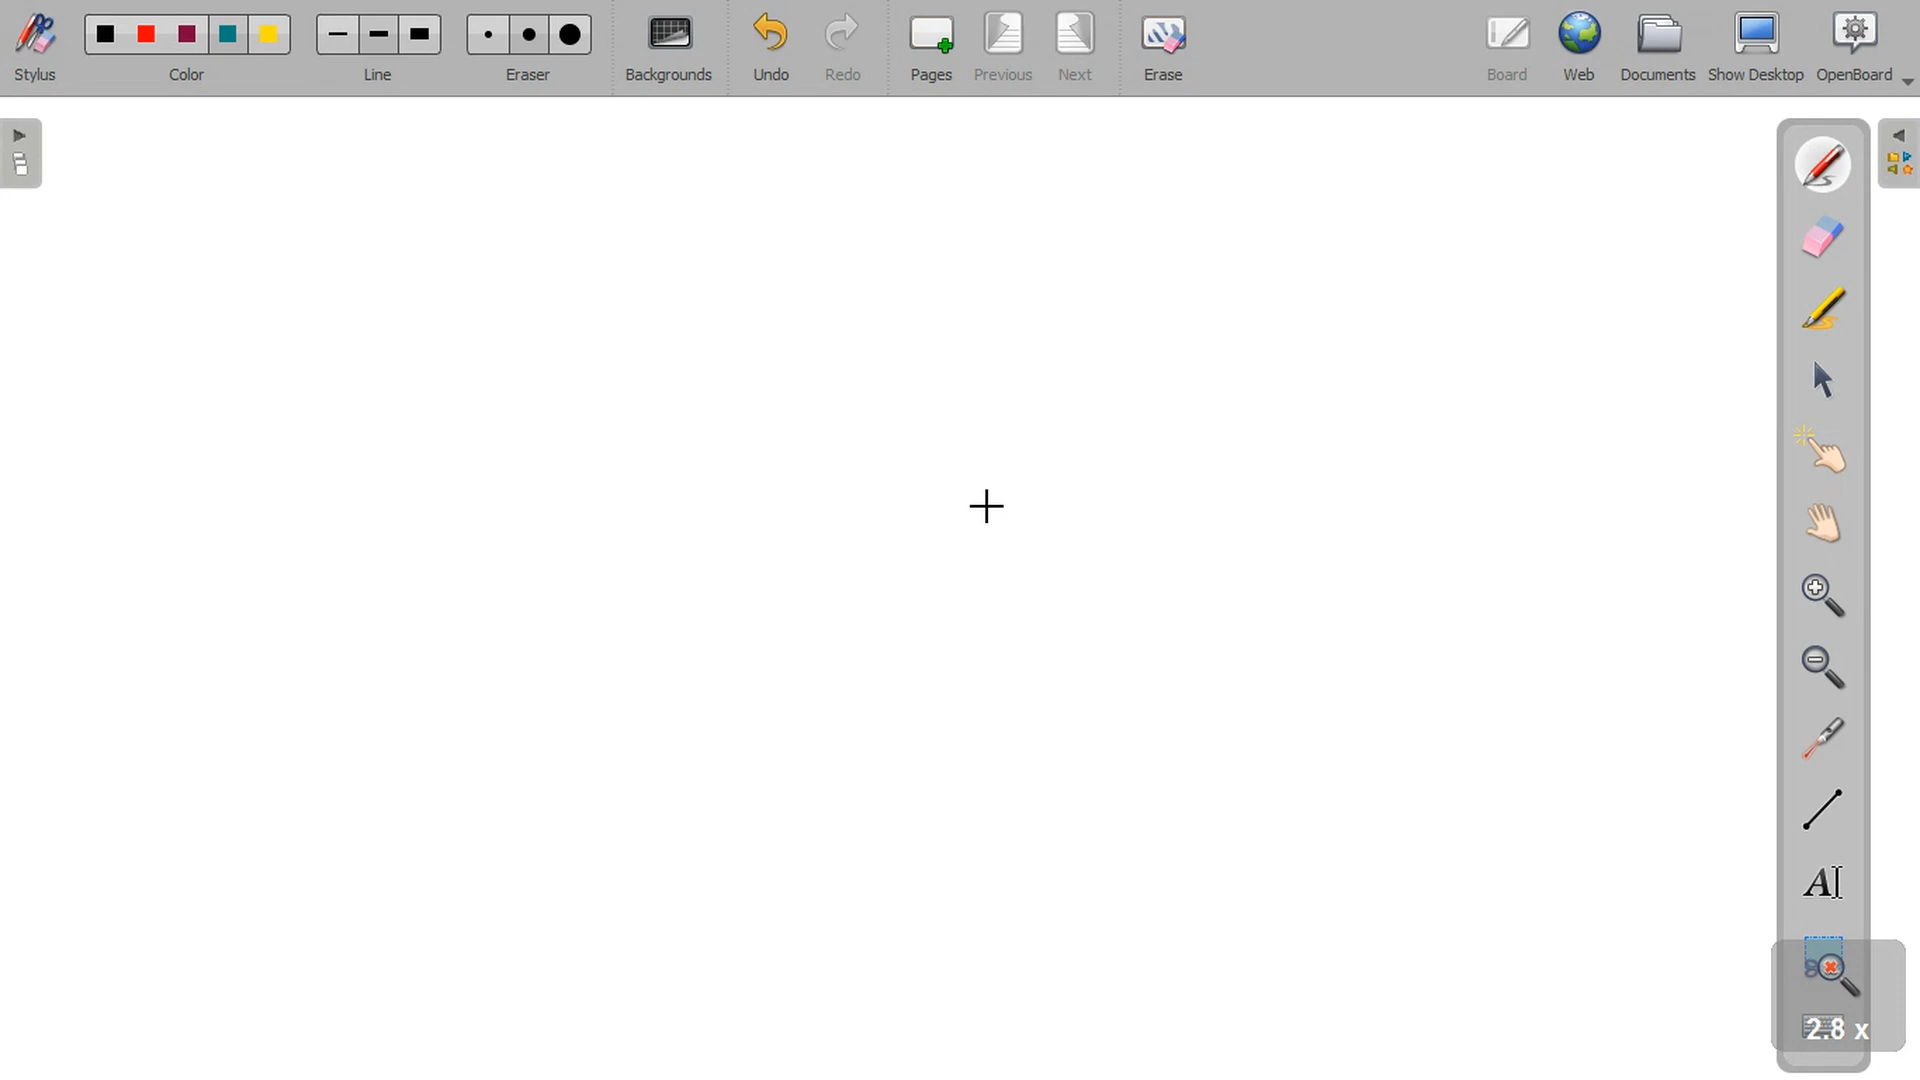 Stylus Color Line Eraser Backgrounds Undo Redo Pages Previous Next Erase Board Web Documents Show Desktop OpenBoard
A
2.8 x